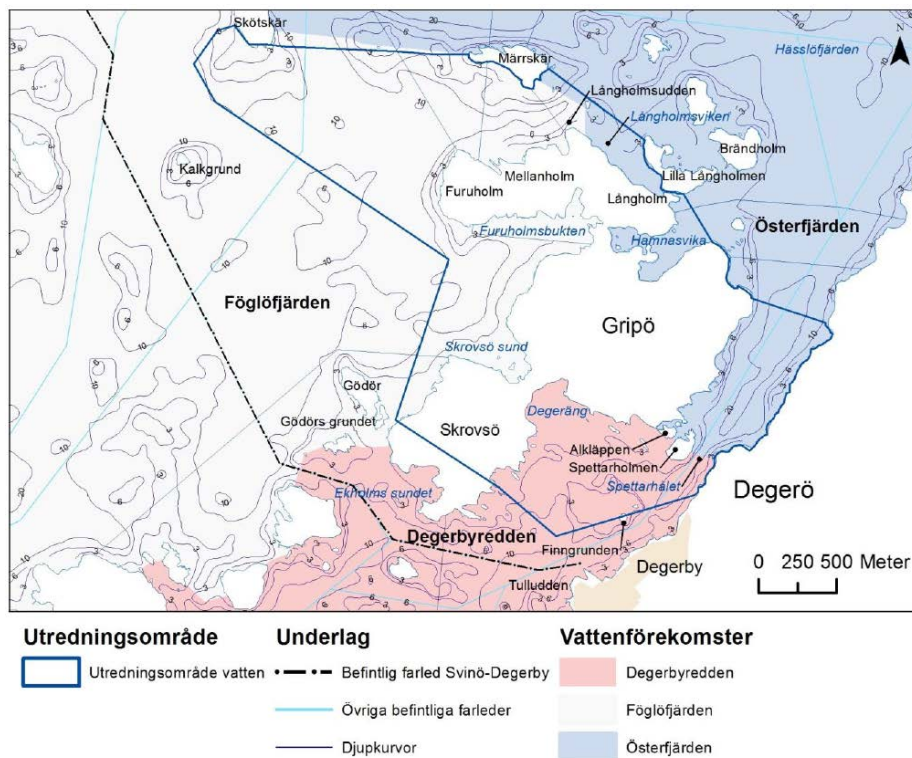 Skötskär
Märrskär
Hässlöfjärden
N
Långholmsudden
Långholmsviken
Brändholm
Kalkgrund
Mellanholm
Lilla Långholmen
Furuholm
Långholm
Furuholmsbukten
Hamnasvika
Österfjärden
Föglöfjärden
Gripö
Skrovsö sund
Gödör
Degeräng
Gödörs grundet
Skrovsö
Alkläppen
Spettarholmen
Spettarhålet
Ekholms sundet
Degerö
Degerbyredden
Finngrunden
Degerby
Tulludden
0 250 500 Meter
Utredningsområde
Utredningsområde vatten
Underlag
Befintlig farled Svinö-Degerby
Övriga befintliga farleder
Djupkurvor
Vattenförekomster
Degerbyredden
Föglöfjärden
Österfjärden